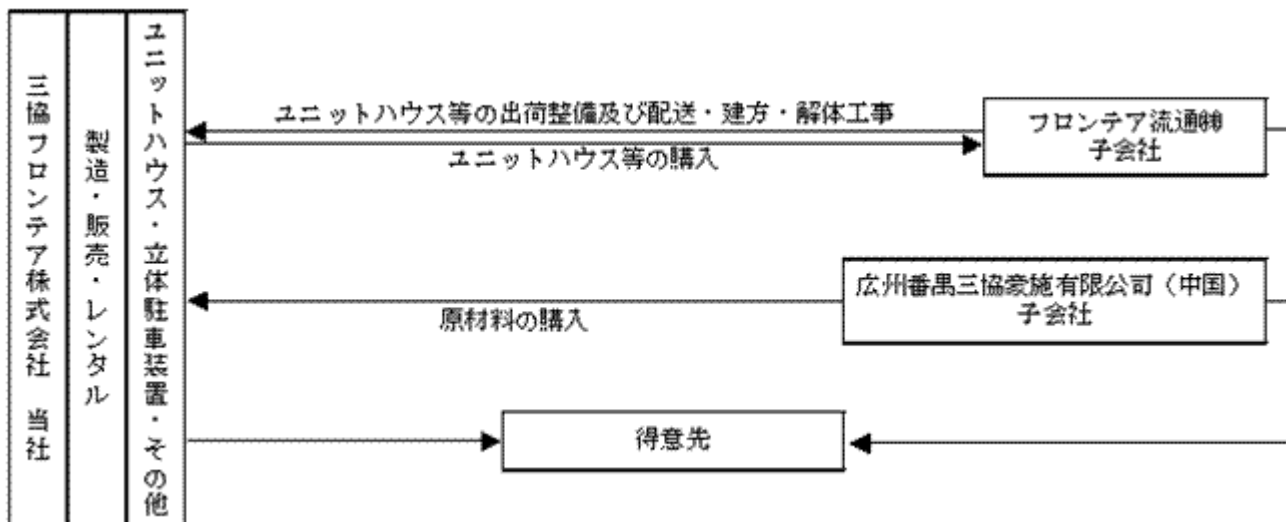 三協フロンテア株式会社 当社
製造・販売・レンタル
ユニットハウス・立体駐車装置・その他
ユニットハウス等の出荷整備及び配送・建方・解体工事
ユニットハウス等の購入
フロンテア流通㈱
子会社
原材料の購入
広州番禺三協豪施有限公司(中国)
子会社
得意先